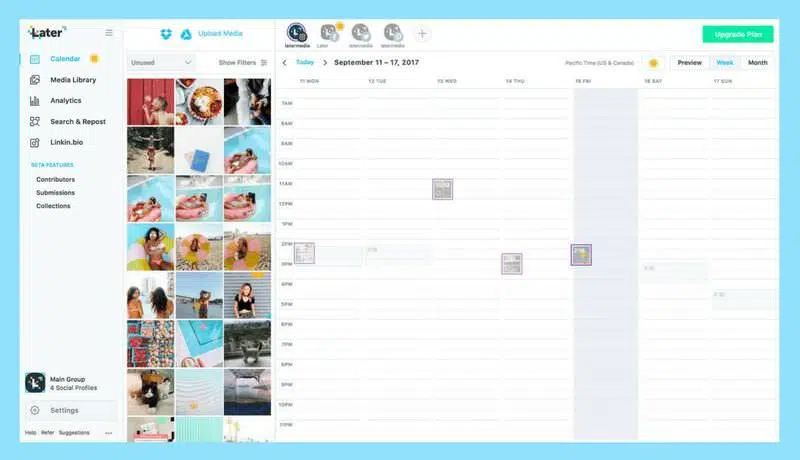 Later
Calendar
Media Library
Analytics
Search & Repost
Linkin.bio
BETA FEATURES
Contributors
Submissions
Collections
Main Group
4 Social Profiles
Settings
Help Refer Suggestions
Upload Media
Unused
Show Filters
latermedia Later latermedia latermedia
Upgrade Plan
Today September 11 – 17, 2017
Pacific Time (US & Canada)
Preview Week Month
11 MON 12 TUE 13 WED 14 THU 15 FRI 16 SAT 17 SUN
7AM
8AM
9AM
10AM
11AM
12PM
1PM
2PM
3PM
4PM
5PM
6PM
7PM
8PM
9PM
10PM
11PM